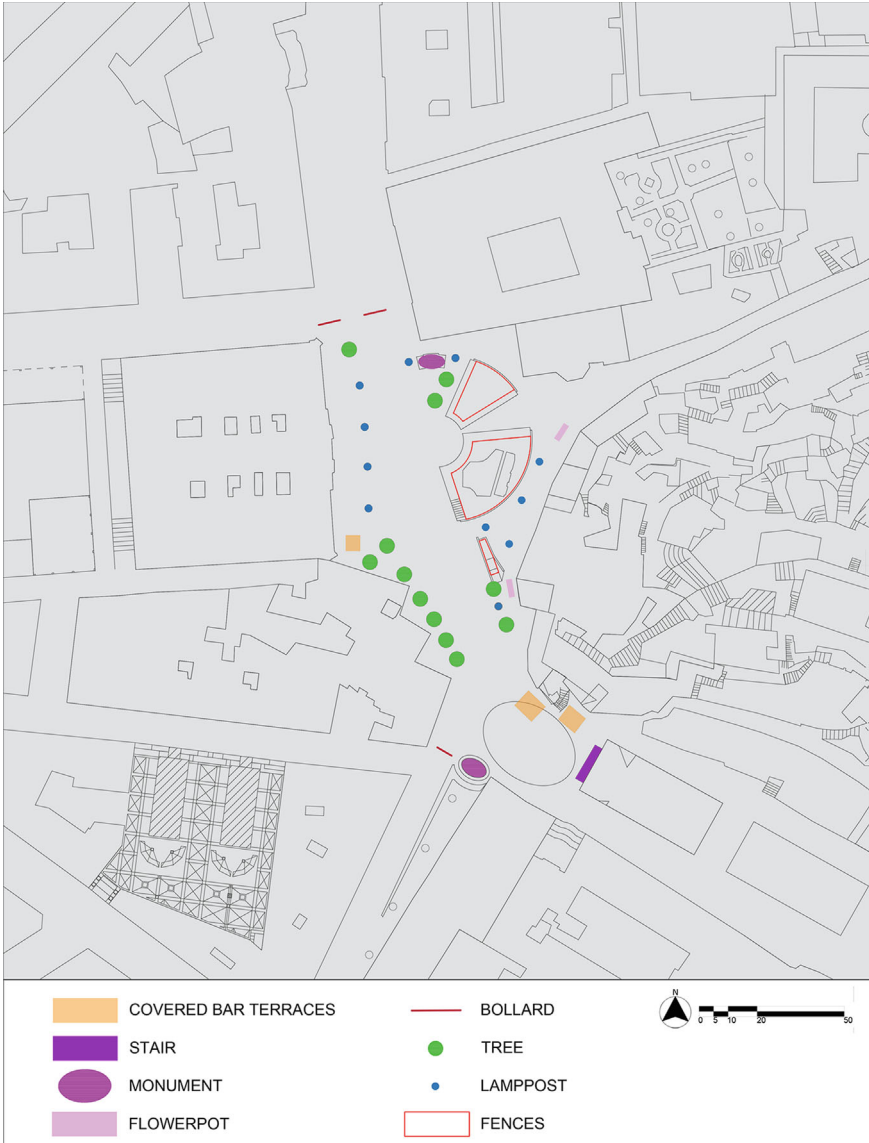 COVERED BAR TERRACES
STAIR
MONUMENT
FLOWERPOT
BOLLARD
TREE
LAMPPOST
FENCES
N
0 5 10 20 50